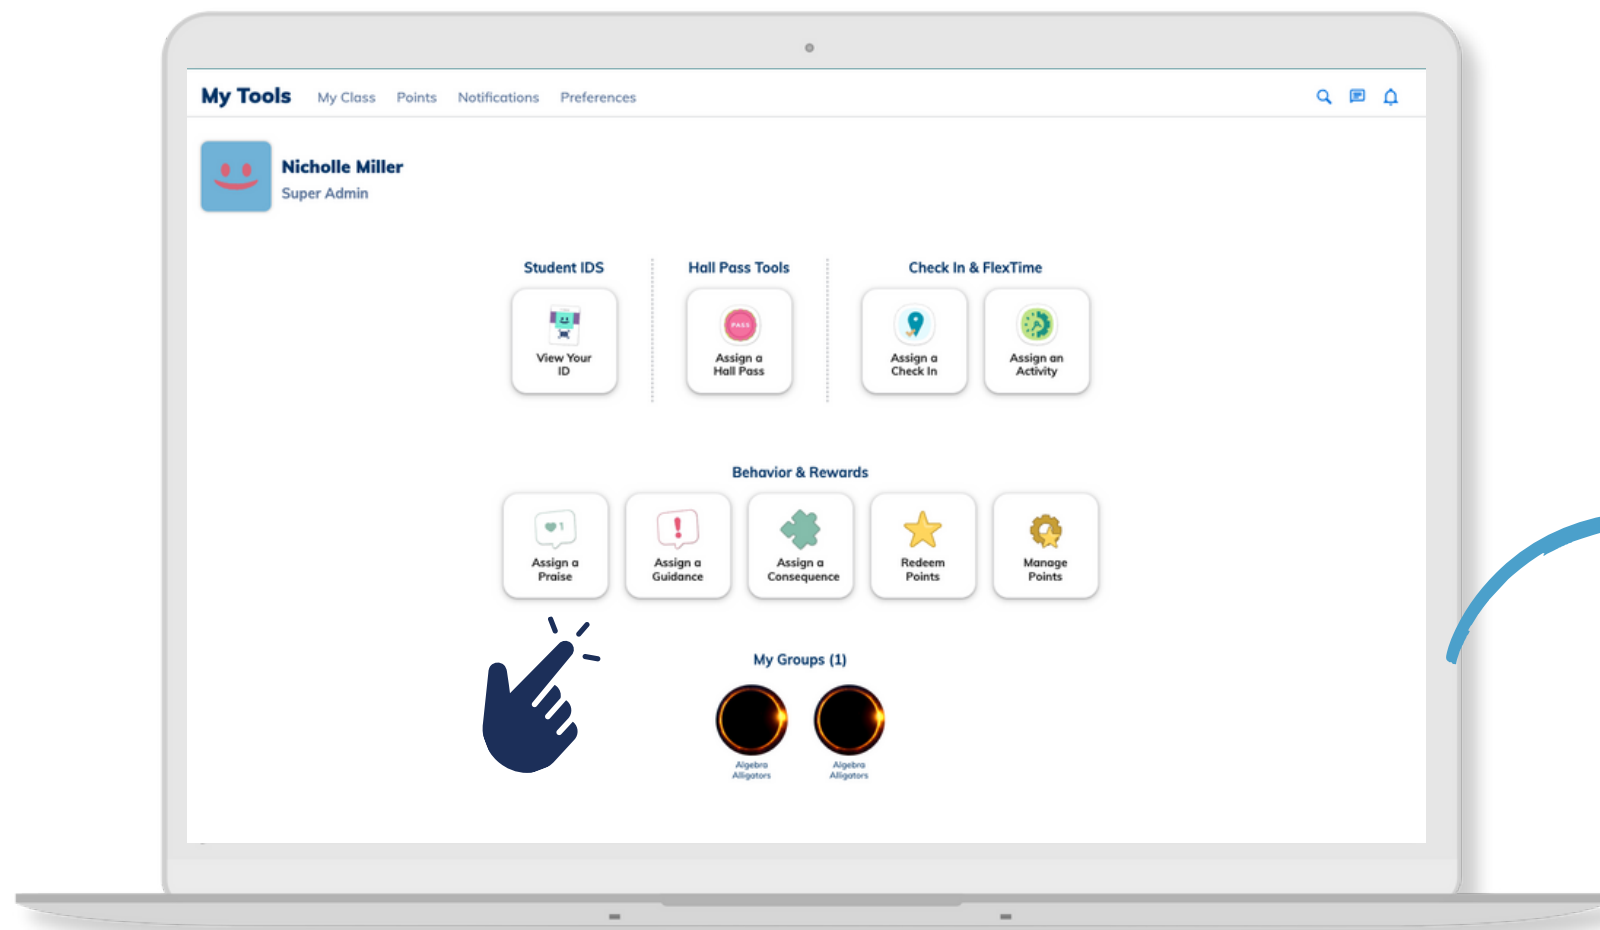 My Tools My Class Points Notifications Preferences
Nicholle Miller
Super Admin
Student IDS
Hall Pass Tools
Check In & FlexTime
View Your
ID
PASS
Assign a
Hall Pass
Assign a
Check In
Assign an
Activity
Behavior & Rewards
1
Assign a
Praise
Assign a
Guidance
Assign a
Consequence
Redeem
Points
Manage
Points
My Groups (1)
Algebra
Alligators
Algebra
Alligators